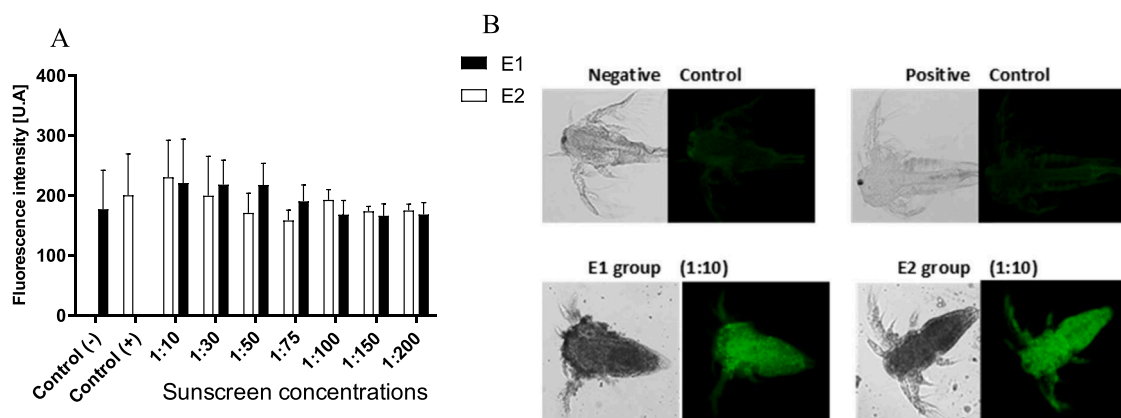 A
B
Fluorescence intensity [U.A]
400
300
200
100
0
Control (-)
Control (+)
1:10
1:30
1:50
1:75
1:100
1:150
1:200
Sunscreen concentrations
E1
E2
Negative Control
Positive Control
E1 group (1:10)
E2 group (1:10)